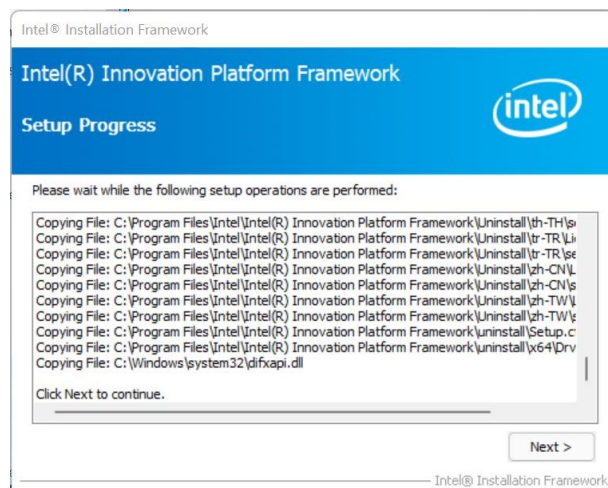 Intel® Installation Framework
Intel(R) Innovation Platform Framework
intel
Setup Progress
Please wait while the following setup operations are performed:
Copying File: C:\Program Files\Intel\Intel(R) Innovation Platform Framework\Uninstall\th-TH\
Copying File: C:\Program Files\Intel\Intel(R) Innovation Platform Framework\Uninstall\tr-TR\
Copying File: C:\Program Files\Intel\Intel(R) Innovation Platform Framework\Uninstall\tr-TR\se
Copying File: C:\Program Files\Intel\Intel(R) Innovation Platform Framework\Uninstall\zh-CN\L
Copying File: C:\Program Files\Intel\Intel(R) Innovation Platform Framework\Uninstall\zh-CN\s
Copying File: C:\Program Files\Intel\Intel(R) Innovation Platform Framework\Uninstall\zh-TW\
Copying File: C:\Program Files\Intel\Intel(R) Innovation Platform Framework\Uninstall\zh-TW\
Copying File: C:\Program Files\Intel\Intel(R) Innovation Platform Framework\uninstall\Setup.
Copying File: C:\Program Files\Intel\Intel(R) Innovation Platform Framework\uninstall\x64\Drv
Copying File: C:\Windows\system32\difxapi.dll
Click Next to continue.
Next >
Intel® Installation Framework